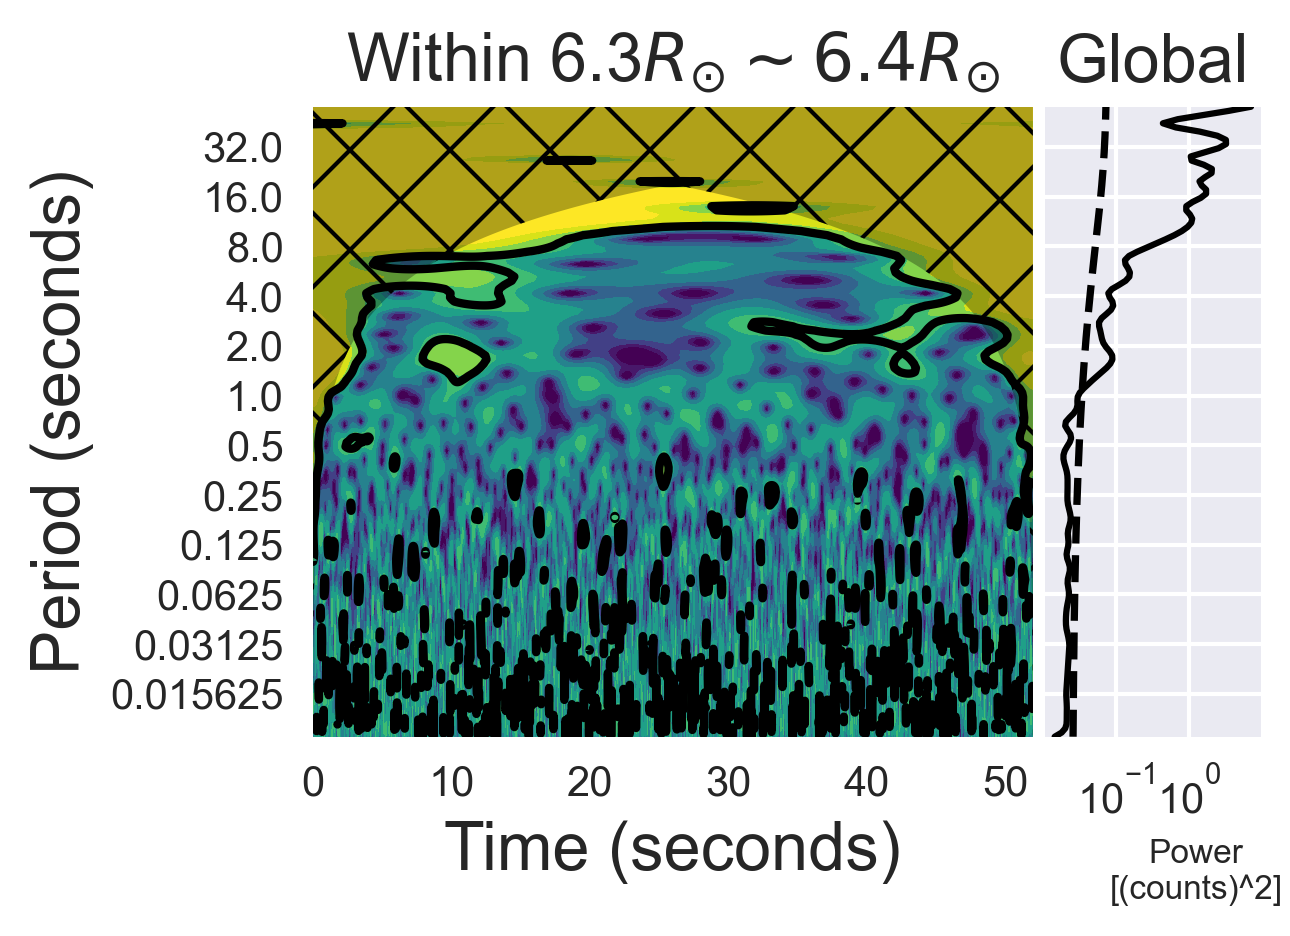 Within 6.3R⊙ ∼ 6.4R⊙
Global
Period (seconds)
32.0
16.0
8.0
4.0
2.0
1.0
0.5
0.25
0.125
0.0625
0.03125
0.015625
0 10 20 30 40 50
Time (seconds)
10⁻¹ 10⁰
Power
[(counts)^2]